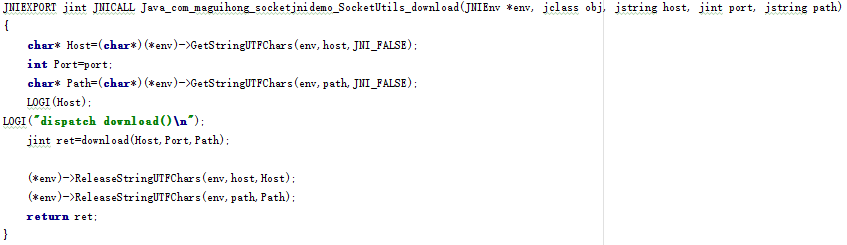 JNIEXPORT jint JNICALL Java_com_maguihong_socketjnidemo_SocketUtils_download(JNIEnv *env, jclass obj, jstring host, jint port, jstring path)
{
    char* Host=(char*)(*env)->GetStringUTFChars(env,host,JNI_FALSE);
    int Port=port;
    char* Path=(char*)(*env)->GetStringUTFChars(env,path,JNI_FALSE);
    LOGI(Host);
LOGI("dispatch download()\n");
    jint ret=download(Host,Port,Path);
    (*env)->ReleaseStringUTFChars(env,host,Host);
    (*env)->ReleaseStringUTFChars(env,path,Path);
    return ret;
}